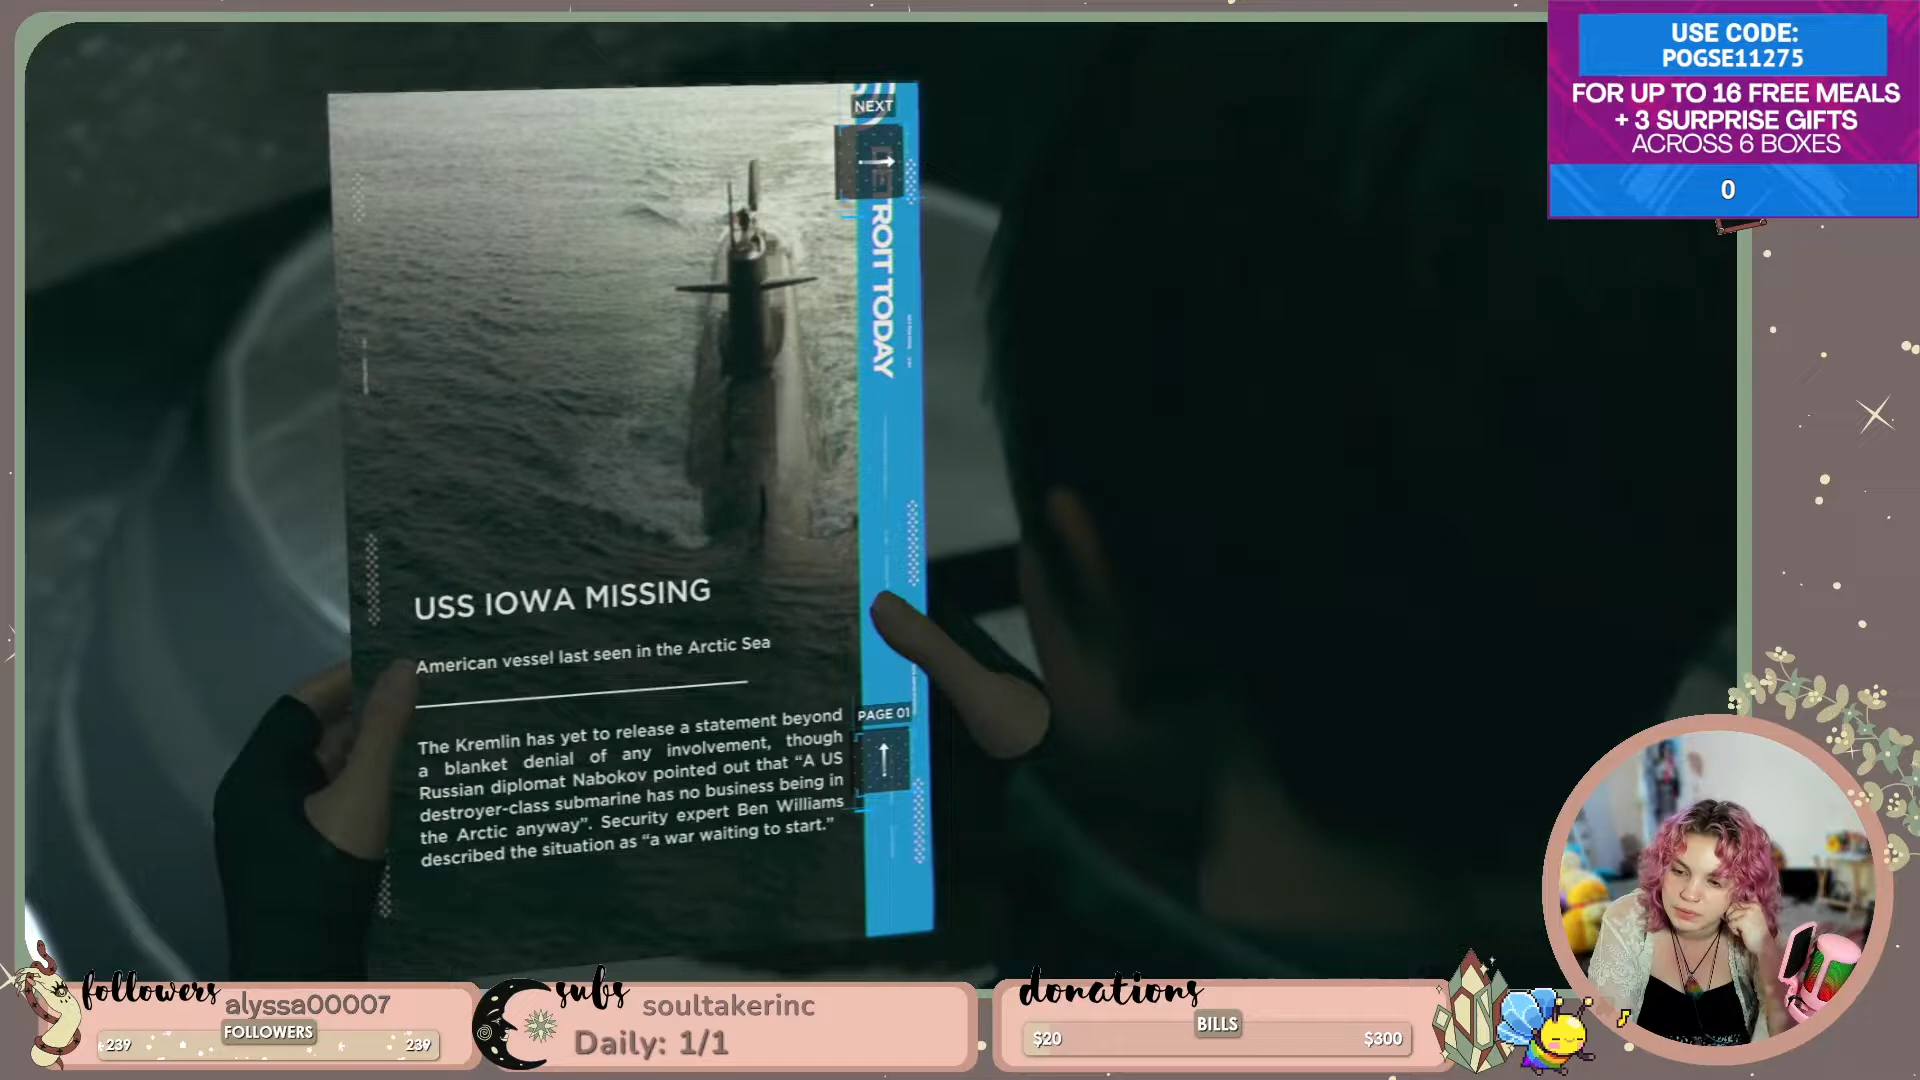 USE CODE:
POGSE11275
FOR UP TO 16 FREE MEALS
+ 3 SURPRISE GIFTS
ACROSS 6 BOXES
0
NEXT
TROIT TODAY
USS IOWA MISSING
American vessel last seen in the Arctic Sea
The Kremlin has yet to release a statement beyond
a blanket denial of any involvement, though
Russian diplomat Nabokov pointed out that “A US
destroyer-class submarine has no business being in
the Arctic anyway”. Security expert Ben Williams
described the situation as “a war waiting to start.”
PAGE 01
followers
alyssa00007
FOLLOWERS
239
239
subs
soultakerinc
Daily: 1/1
donations
BILLS
$20
$300